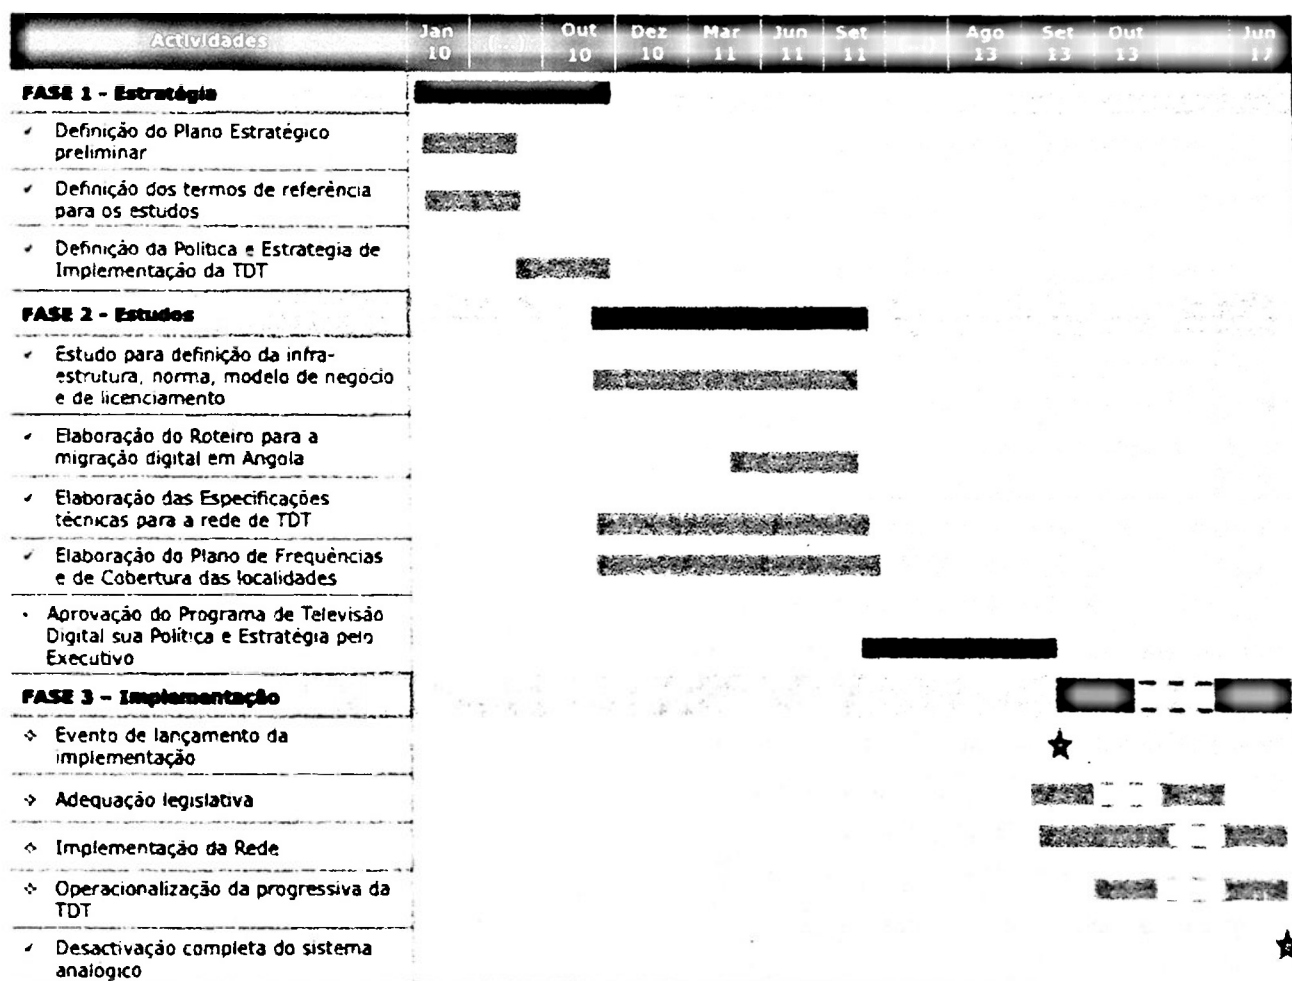 Actividades
Jan 10
Out 10
Dez 10
Mar 11
Jun 11
Set 11
Ago 13
Set 13
Out 13
Jun 17
FASE 1 - Estratégia
Definição do Plano Estratégico
preliminar
Definição dos termos de referência
para os estudos
Definição da Política e Estrategia de
Implementação da TDT
FASE 2 - Estudos
Estudo para definição da infra-
estrutura, norma, modelo de negócio
e de licenciamento
Elaboração do Roteiro para a
migração digital em Angola
Elaboração das Especificações
técnicas para a rede de TDT
Elaboração do Plano de Frequências
e de Cobertura das localidades
Aprovação do Programa de Televisão
Digital sua Política e Estratégia pelo
Executivo
FASE 3 – Implementação
Evento de lançamento da
implementação
Adequação legislativa
Implementação da Rede
Operacionalização da progressiva da
TDT
Desactivação completa do sistema
analógico